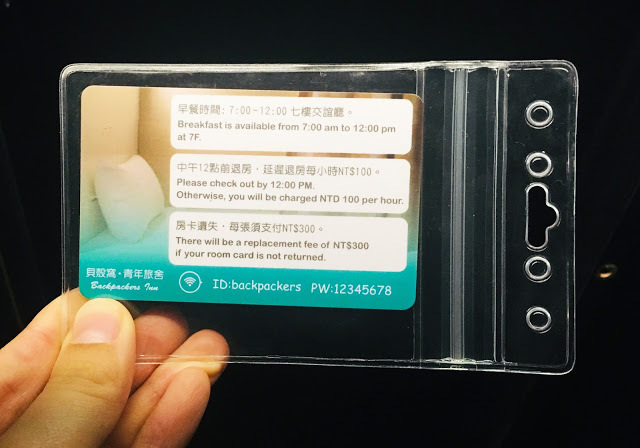 早餐時間: 7:00-12:00 七樓交誼廳。
Breakfast is available from 7:00 am to 12:00 pm
at 7F.
中午12點前退房,延遲退房每小時NT$100。
Please check out by 12:00 PM.
Otherwise, you will be charged NTD 100 per hour.
房卡遺失,每張須支付NT$300。
There will be a replacement fee of NT$300
if your room card is not returned.
貝殼窩·青年旅舍
Backpackers Inn
ID:backpackers PW:12345678